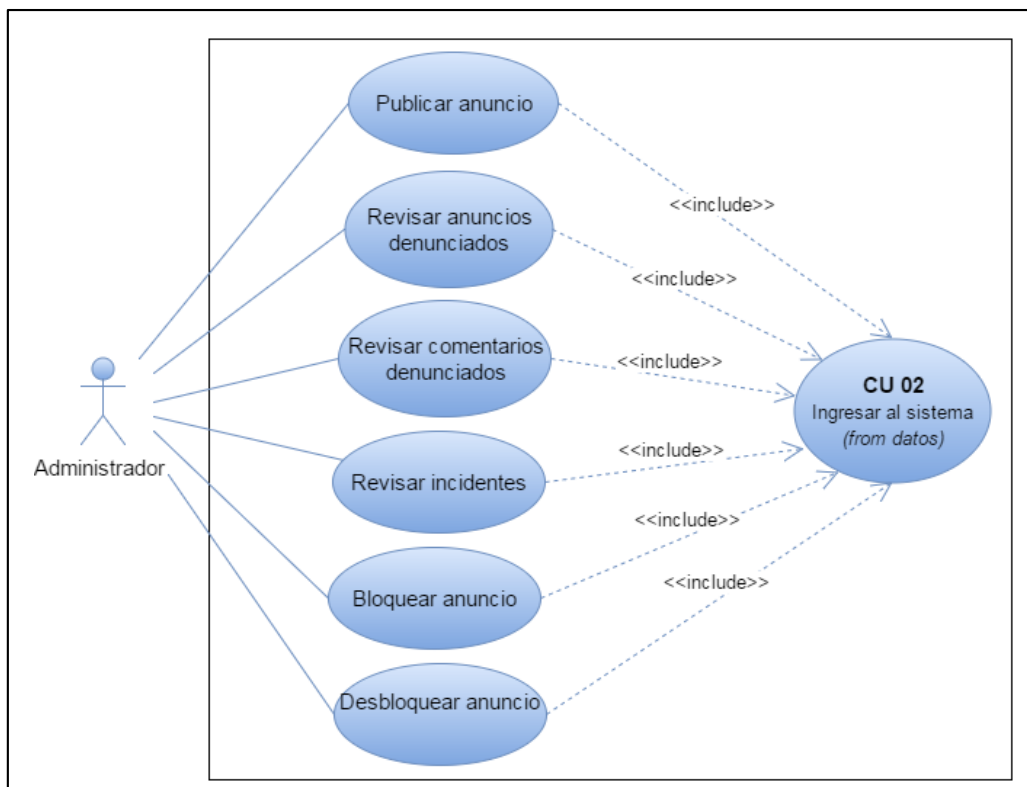 Publicar anuncio
<<include>>
Revisar anuncios
denunciados
<<include>>
Revisar comentarios
denunciados
<<include>>
CU 02
Ingresar al sistema
(from datos)
Administrador
Revisar incidentes
<<include>>
<<include>>
Bloquear anuncio
<<include>>
Desbloquear anuncio